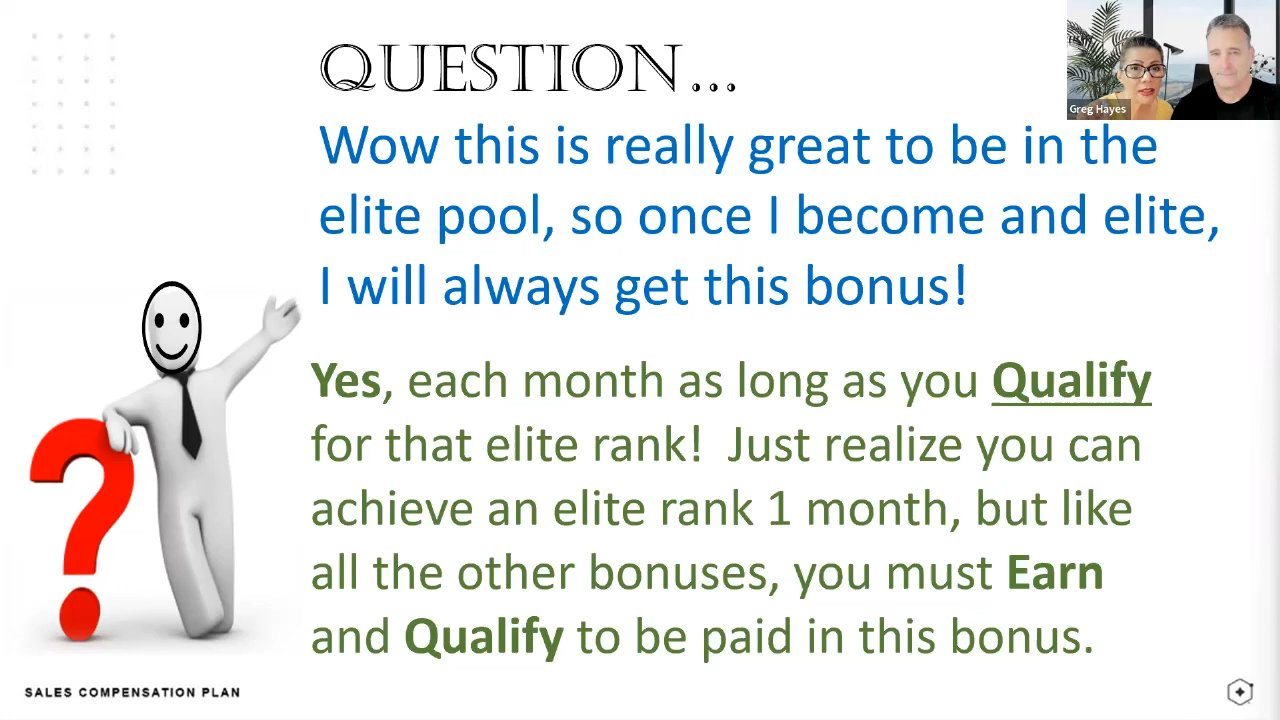 QUESTION...
Greg Hayes
Wow this is really great to be in the
elite pool, so once I become and elite,
I will always get this bonus!
Yes, each month as long as you Qualify
for that elite rank! Just realize you can
achieve an elite rank 1 month, but like
all the other bonuses, you must Earn
and Qualify to be paid in this bonus.
SALES COMPENSATION PLAN